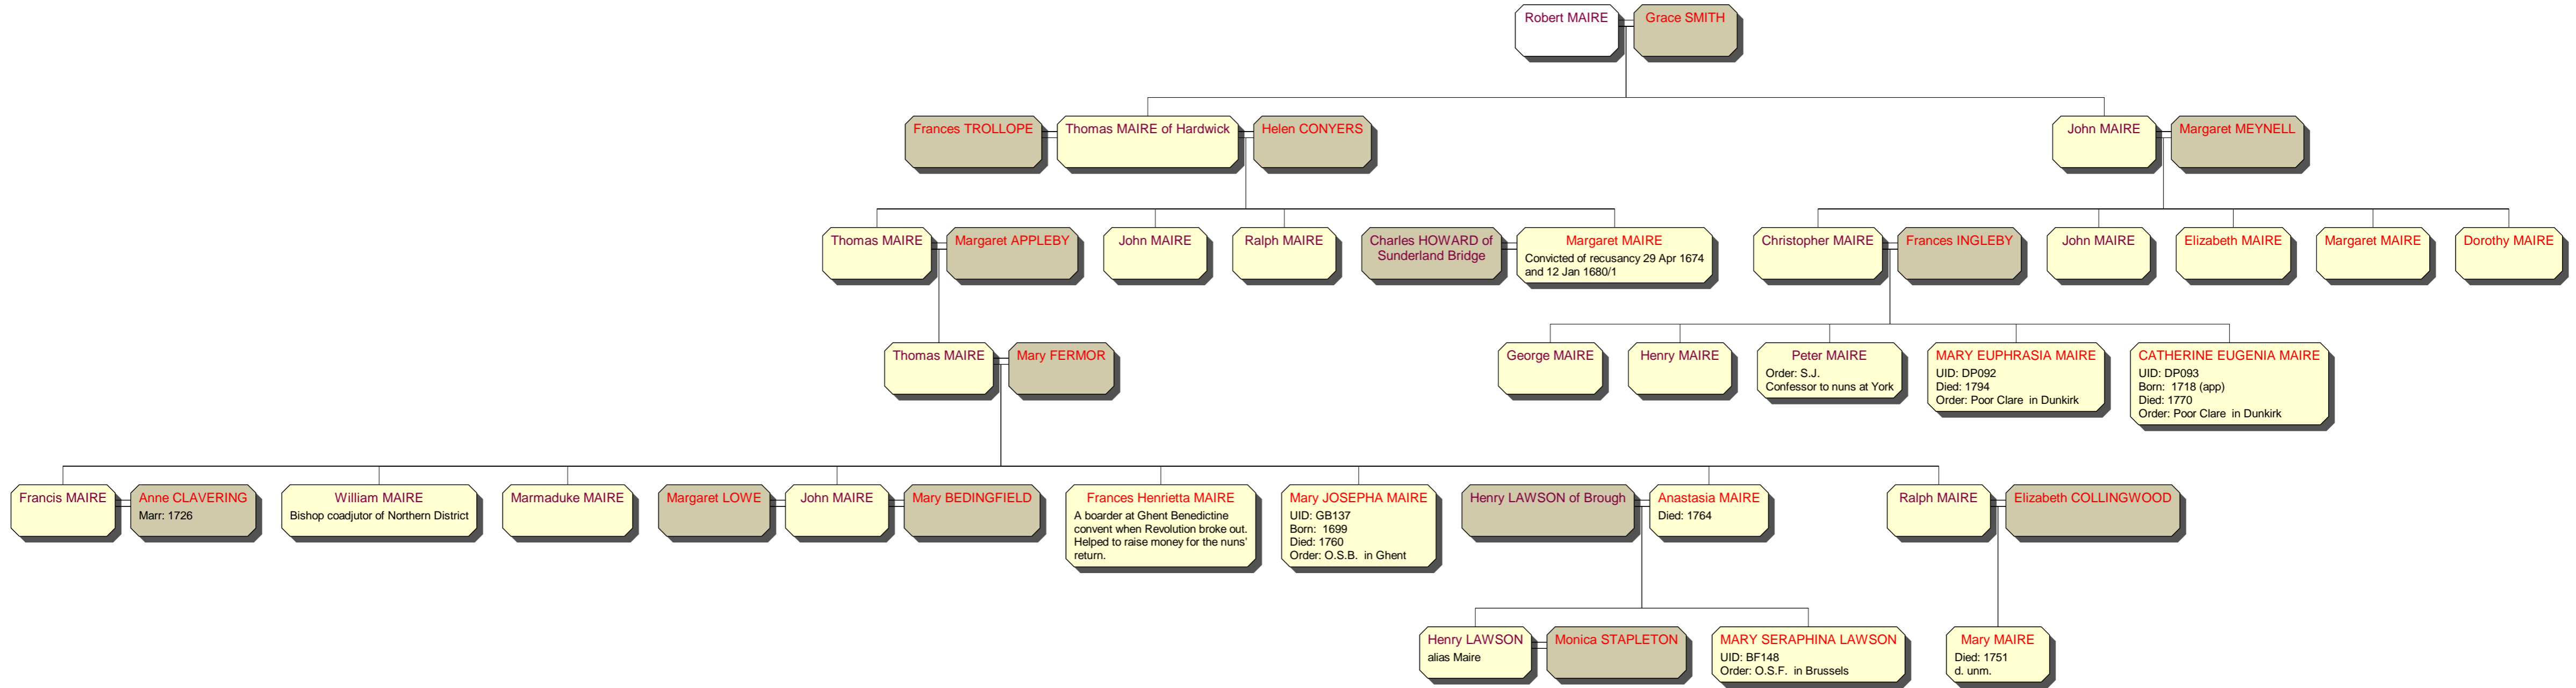 Robert MAIRE
Grace SMITH
Frances TROLLOPE
Thomas MAIRE of Hardwick
Helen CONYERS
John MAIRE
Margaret MEYNELL
Thomas MAIRE
Margaret APPLEBY
John MAIRE
Ralph MAIRE
Charles HOWARD of
Sunderland Bridge
Margaret MAIRE
Convicted of recusancy 29 Apr 1674
and 12 Jan 1680/1
Christopher MAIRE
Frances INGLEBY
John MAIRE
Elizabeth MAIRE
Margaret MAIRE
Dorothy MAIRE
Thomas MAIRE
Mary FERMOR
George MAIRE
Henry MAIRE
Peter MAIRE
Order: S.J.
Confessor to nuns at York
MARY EUPHRASIA MAIRE
UID: DP092
Died: 1794
Order: Poor Clare in Dunkirk
CATHERINE EUGENIA MAIRE
UID: DP093
Born: 1718 (app)
Died: 1770
Order: Poor Clare in Dunkirk
Francis MAIRE
Anne CLAVERING
Marr: 1726
William MAIRE
Bishop coadjutor of Northern District
Marmaduke MAIRE
Margaret LOWE
John MAIRE
Mary BEDINGFIELD
Frances Henrietta MAIRE
A boarder at Ghent Benedictine
convent when Revolution broke out.
Helped to raise money for the nuns'
return.
Mary JOSEPHA MAIRE
UID: GB137
Born: 1699
Died: 1760
Order: O.S.B. in Ghent
Henry LAWSON of Brough
Anastasia MAIRE
Died: 1764
Ralph MAIRE
Elizabeth COLLINGWOOD
Henry LAWSON
alias Maire
Monica STAPLETON
MARY SERAPHINA LAWSON
UID: BF148
Order: O.S.F. in Brussels
Mary MAIRE
Died: 1751
d. unm.